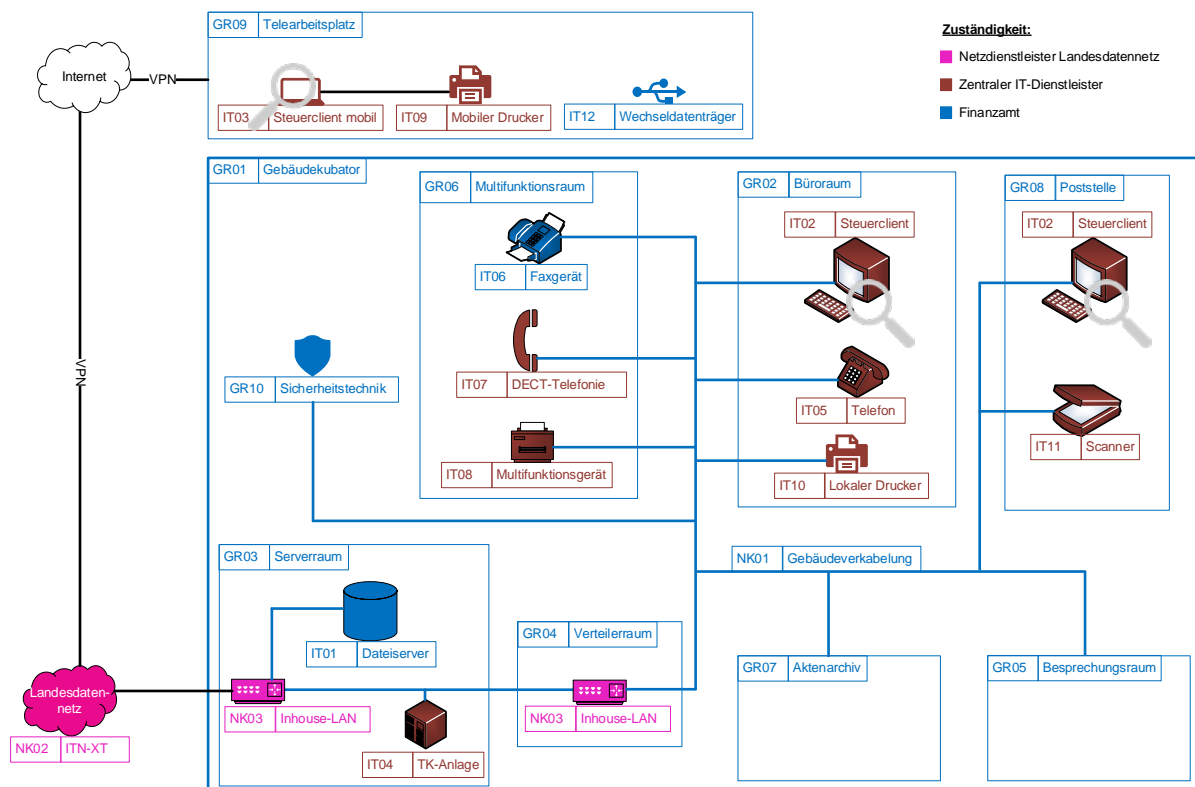 GR09 Telearbeitsplatz
Internet
VPN
IT03 Steuerclient mobil
IT09 Mobiler Drucker
IT12 Wechseldatenträger
Zuständigkeit:
Netzdienstleister Landesdatennetz
Zentraler IT-Dienstleister
Finanzamt
GR01 Gebäudekubator
GR06 Multifunktionsraum
IT06 Faxgerät
IT07 DECT-Telefonie
IT08 Multifunktionsgerät
GR02 Büroraum
IT02 Steuerclient
IT05 Telefon
IT10 Lokaler Drucker
GR08 Poststelle
IT02 Steuerclient
IT11 Scanner
VPN
GR10 Sicherheitstechnik
GR03 Serverraum
IT01 Dateiserver
NK03 Inhouse-LAN
IT04 TK-Anlage
GR04 Verteilerraum
NK03 Inhouse-LAN
NK01 Gebäudeverkabelung
GR07 Aktenarchiv
GR05 Besprechungsraum
Landesdaten-
netz
NK02 ITN-XT